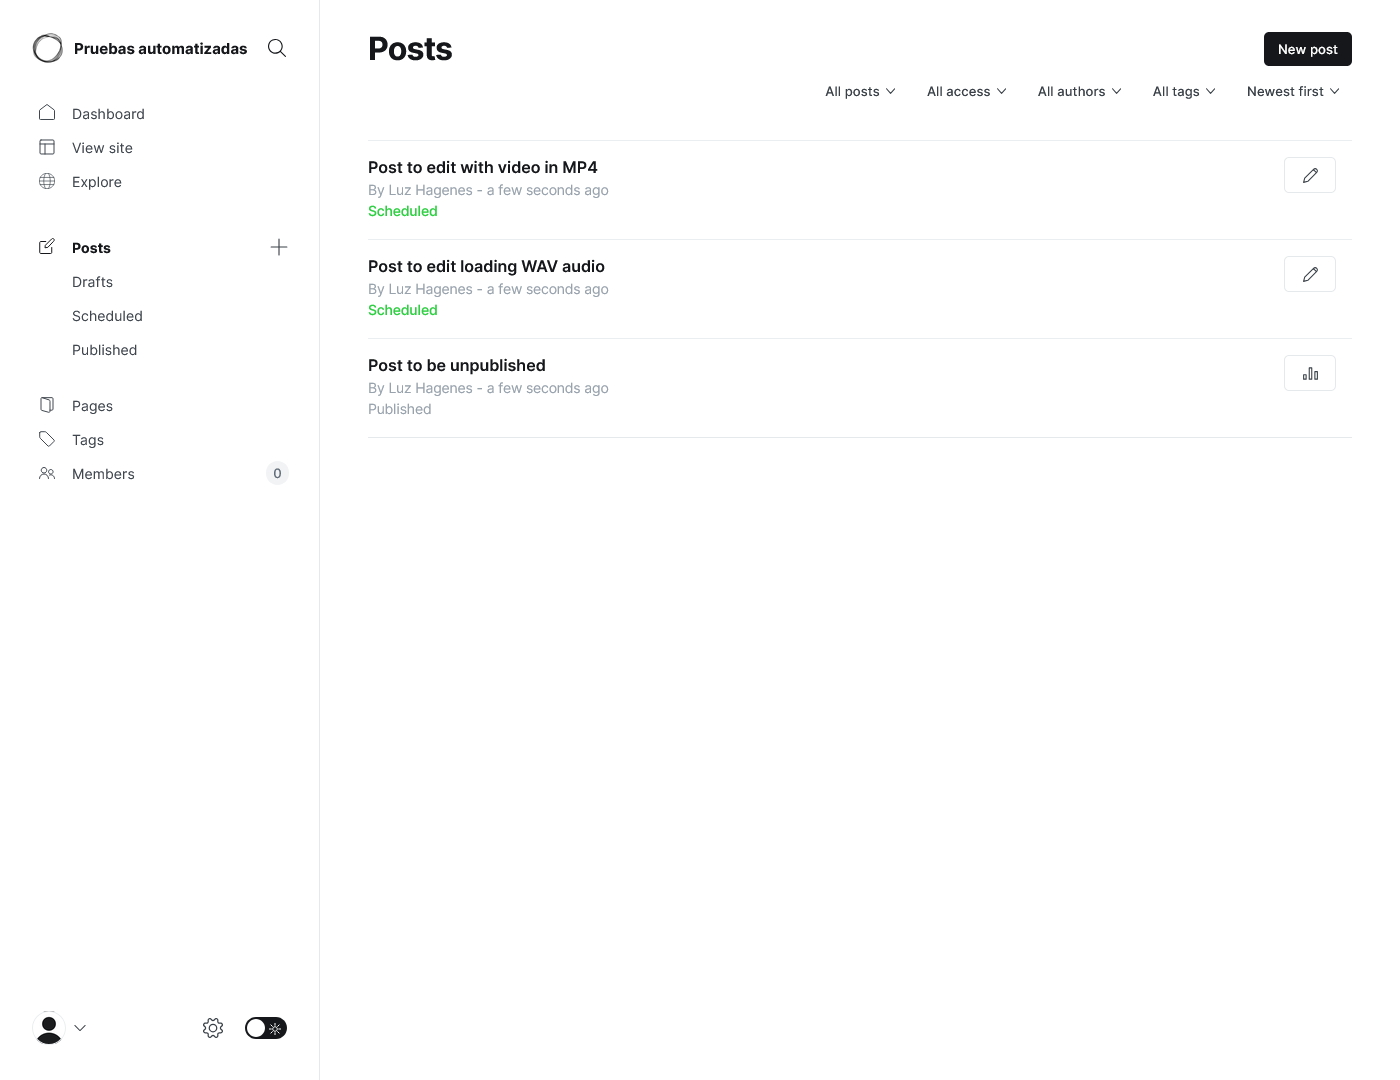 Pruebas automatizadas
Dashboard
View site
Explore
Posts
Drafts
Scheduled
Published
Pages
Tags
Members
0
Posts
New post
All posts
All access
All authors
All tags
Newest first
Post to edit with video in MP4
By Luz Hagenes - a few seconds ago
Scheduled
Post to edit loading WAV audio
By Luz Hagenes - a few seconds ago
Scheduled
Post to be unpublished
By Luz Hagenes - a few seconds ago
Published